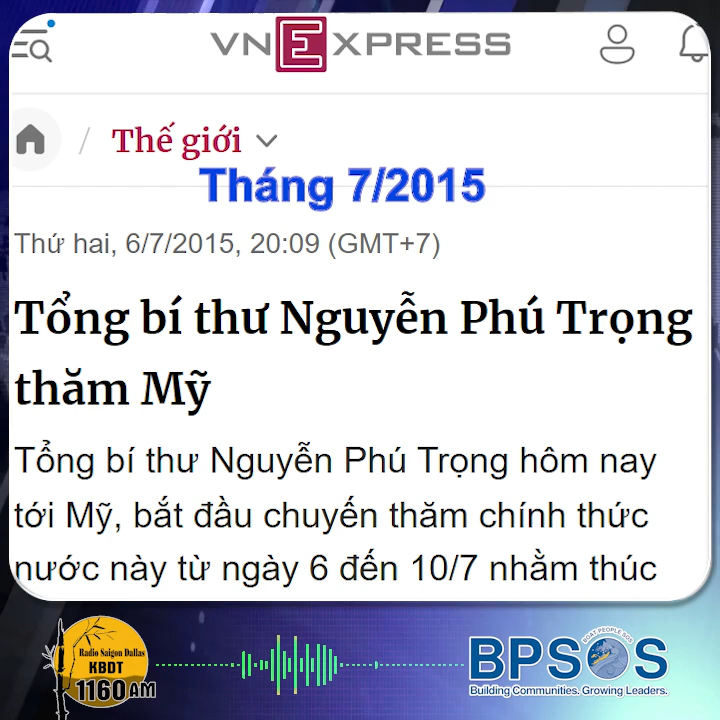 VNEXPRESS
/ Thế giới
Tháng 7/2015
Thứ hai, 6/7/2015, 20:09 (GMT+7)
Tổng bí thư Nguyễn Phú Trọng
thăm Mỹ
Tổng bí thư Nguyễn Phú Trọng hôm nay
tới Mỹ, bắt đầu chuyến thăm chính thức
nước này từ ngày 6 đến 10/7 nhằm thúc
Radio Saigon Dallas
KBDT
1160 AM
BOAT PEOPLE SOS
BPSOS
Building Communities. Growing Leaders.